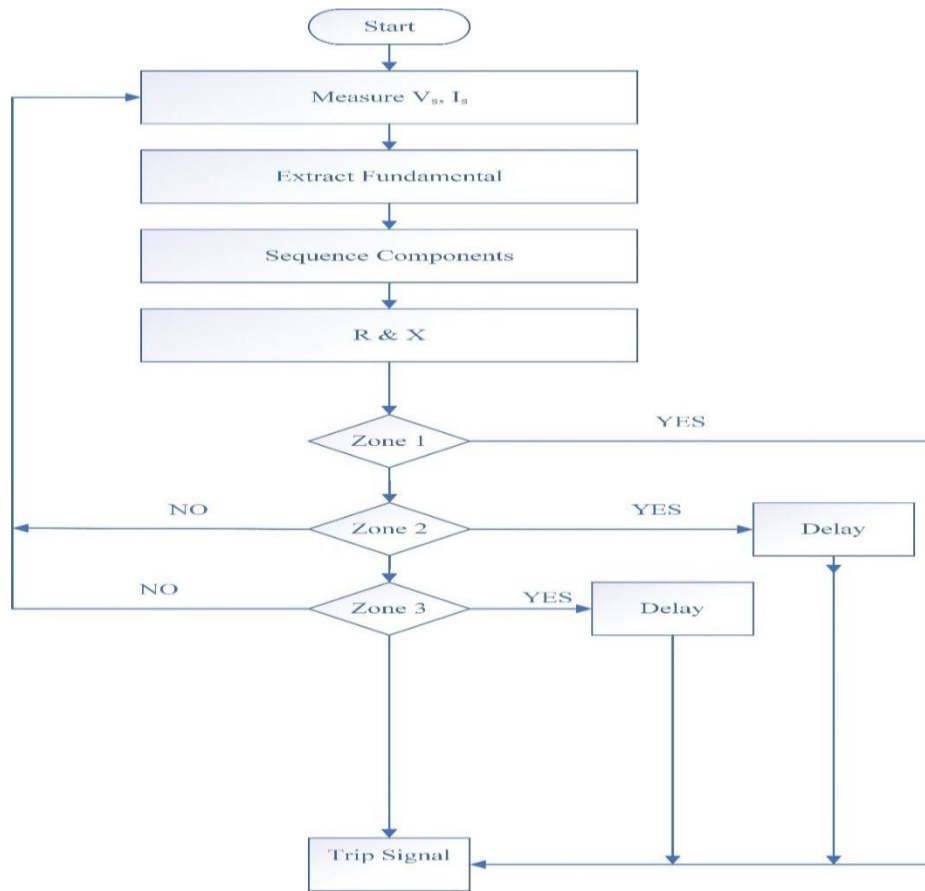 Start
Measure Vs, Is
Extract Fundamental
Sequence Components
R & X
Zone 1
YES
NO
Zone 2
YES
Delay
NO
Zone 3
YES
Delay
Trip Signal